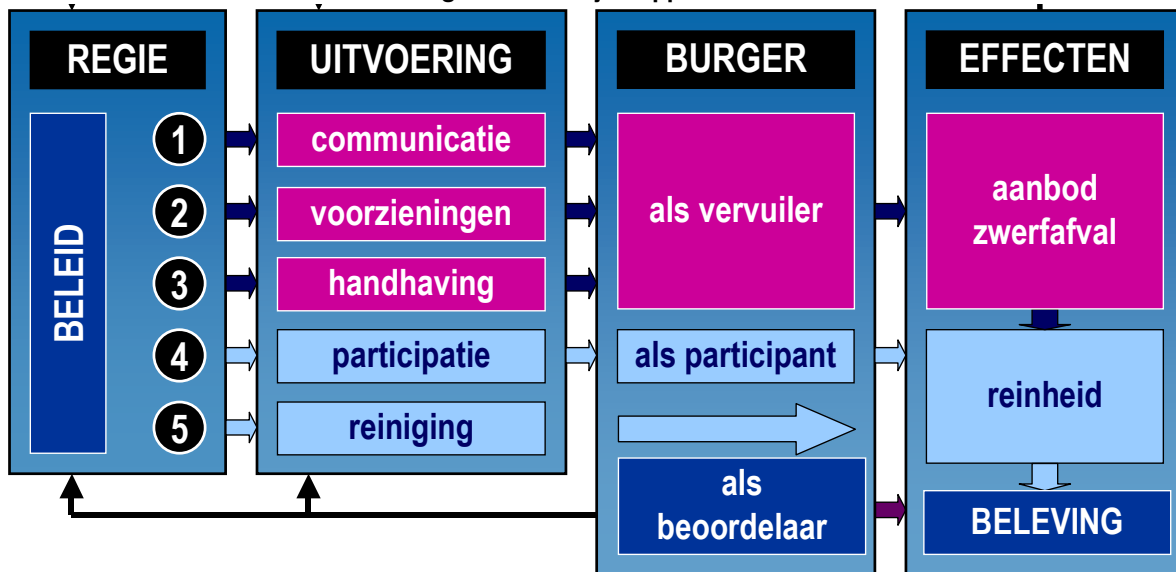 REGIE
BELEID
1
2
3
4
5
UITVOERING
communicatie
voorzieningen
handhaving
participatie
reiniging
BURGER
als vervuiler
als participant
als
beoordelaar
EFFECTEN
aanbod
zwerfafval
reinheid
BELEVING